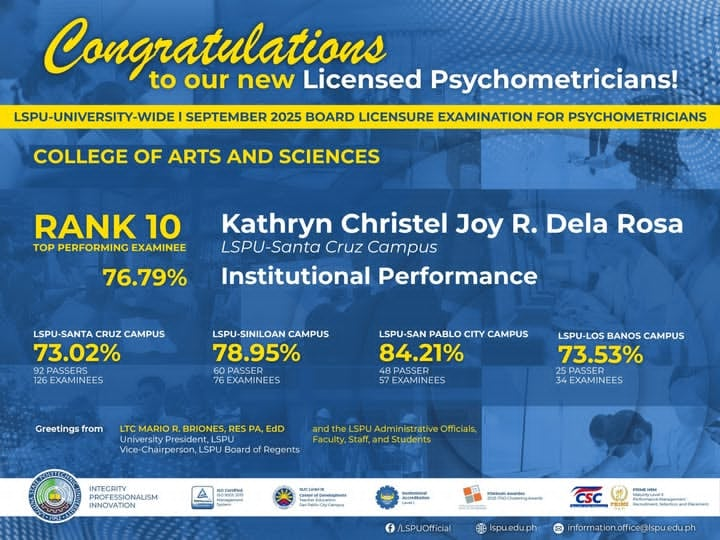 Congratulations
to our new Licensed Psychometricians!
LSPU-UNIVERSITY-WIDE | SEPTEMBER 2025 BOARD LICENSURE EXAMINATION FOR PSYCHOMETRICIANS
COLLEGE OF ARTS AND SCIENCES
RANK 10
TOP PERFORMING EXAMINEE
Kathryn Christel Joy R. Dela Rosa
LSPU-Santa Cruz Campus
76.79% Institutional Performance
LSPU-SANTA CRUZ CAMPUS
73.02%
92 PASSERS
126 EXAMINEES
LSPU-SINILOAN CAMPUS
78.95%
60 PASSER
76 EXAMINEES
LSPU-SAN PABLO CITY CAMPUS
84.21%
48 PASSER
57 EXAMINEES
LSPU-LOS BANOS CAMPUS
73.53%
25 PASSER
34 EXAMINEES
Greetings from
LTC MARIO R. BRIONES, RES PA, EdD
University President, LSPU
Vice-Chairperson, LSPU Board of Regents
and the LSPU Administrative Officials,
Faculty, Staff, and Students
INTEGRITY
PROFESSIONALISM
INNOVATION
ISO Certified
Management
System
Center of Development
Teacher Education
San Pablo City Campus
Institutional
Accreditation
Level I
CSC
PRIME
PRIME HRM
Maturity Level II
Performance Management
Recruitment, Selection and Placement
/LSPUOfficial
lspu.edu.ph
information.office@lspu.edu.ph